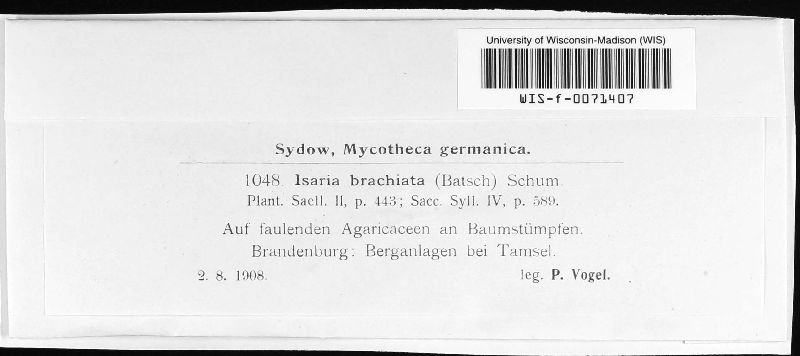 University of Wisconsin-Madison (WIS)
WIS-f-0071407
Sydow, Mycotheca germanica.
1048. Isaria brachiata (Batsch) Schum.
Plant. Saell. II, p. 443; Sacc. Syll. IV, p. 589.
Auf faulenden Agaricaceen an Baumstümpfen.
Brandenburg: Berganlagen bei Tamsel.
2. 8. 1908. leg. P. Vogel.